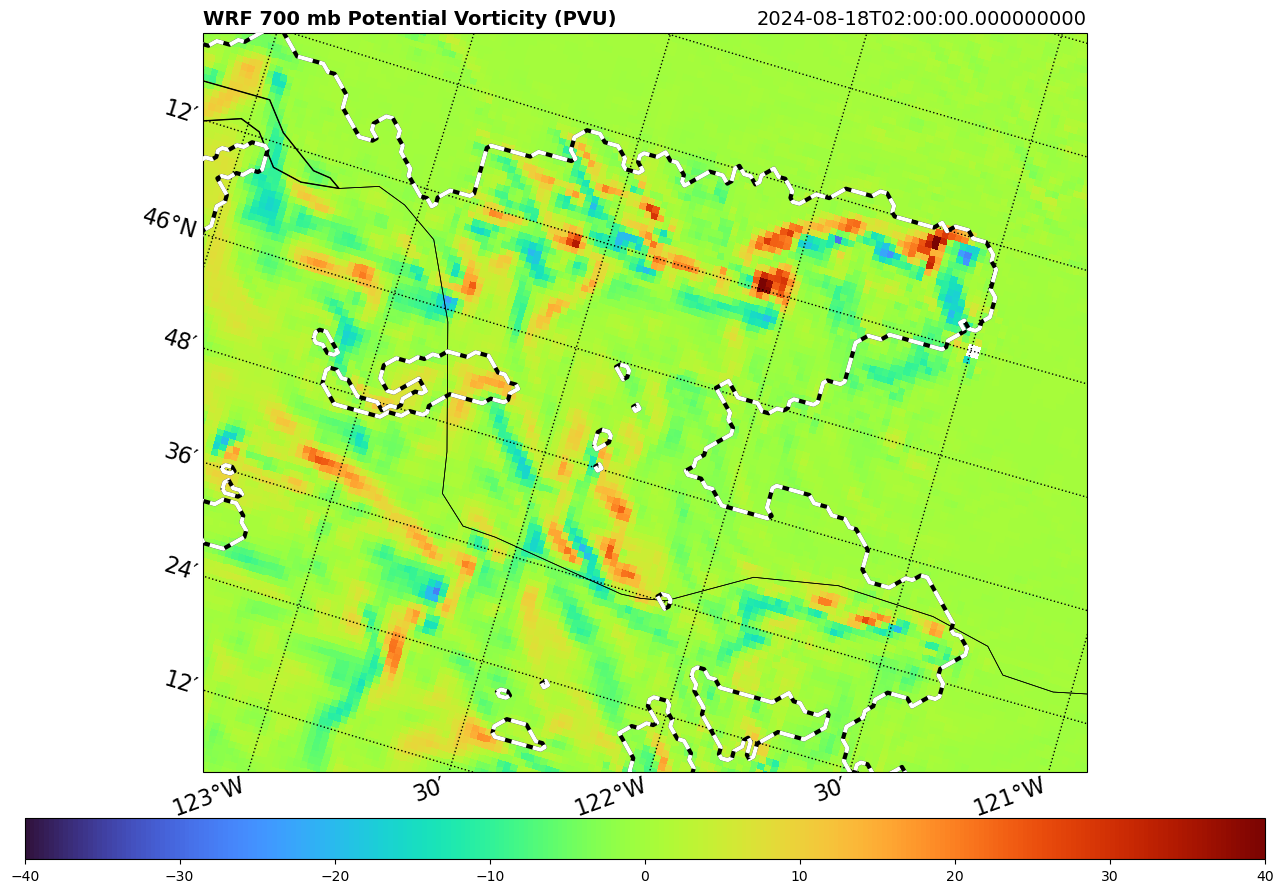 WRF 700 mb Potential Vorticity (PVU) 2024-08-18T02:00:00.000000000
12′
46°N
48′
36′
24′
12′
123°W 30′ 122°W 30′ 121°W
−40 −30 −20 −10 0 10 20 30 40